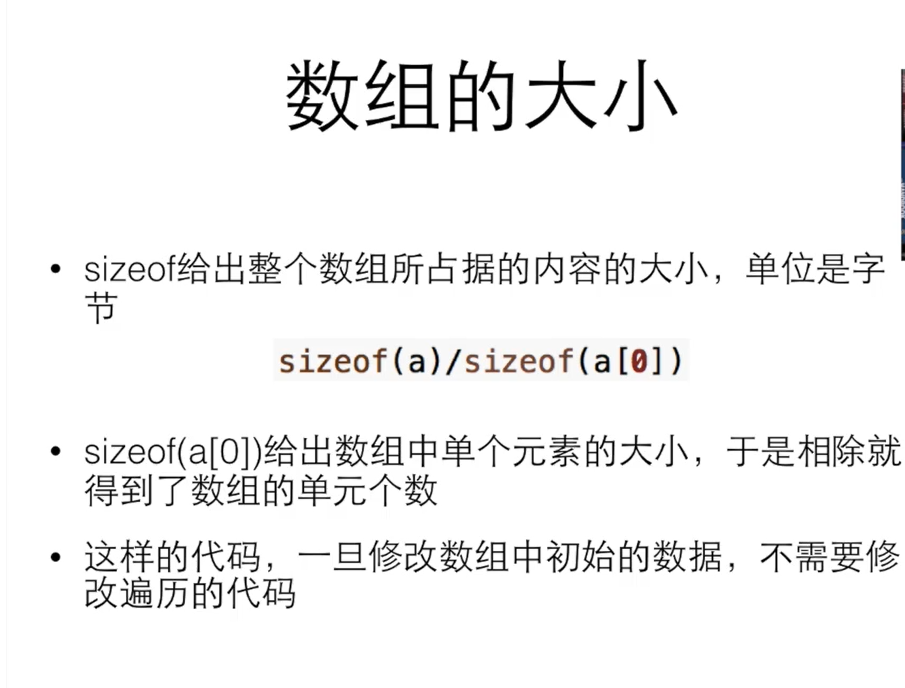 数组的大小
• sizeof给出整个数组所占据的内容的大小，单位是字
节
sizeof(a)/sizeof(a[0])
• sizeof(a[0])给出数组中单个元素的大小，于是相除就
得到了数组的单元个数
• 这样的代码，一旦修改数组中初始的数据，不需要修
改遍历的代码